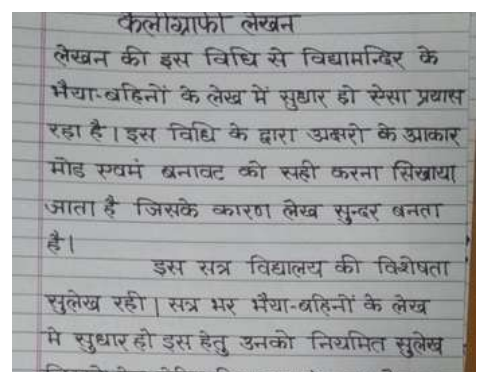 कैलीग्राफी लेखन
लेखन की इस विधि से विद्यामन्दिर के
भैया-बहिनों के लेख में सुधार हो ऐसा प्रयास
रहा है। इस विधि के द्वारा अक्षरो के आकार
मोड एवमं बनावट को सही करना सिखाया
जाता है जिसके कारण लेख सुन्दर बनता
है।
इस सत्र विद्यालय की विशेषता
सुलेख रही। सत्र भर भैया-बहिनों के लेख
मे सुधार हो इस हेतु उनको नियमित सुलेख